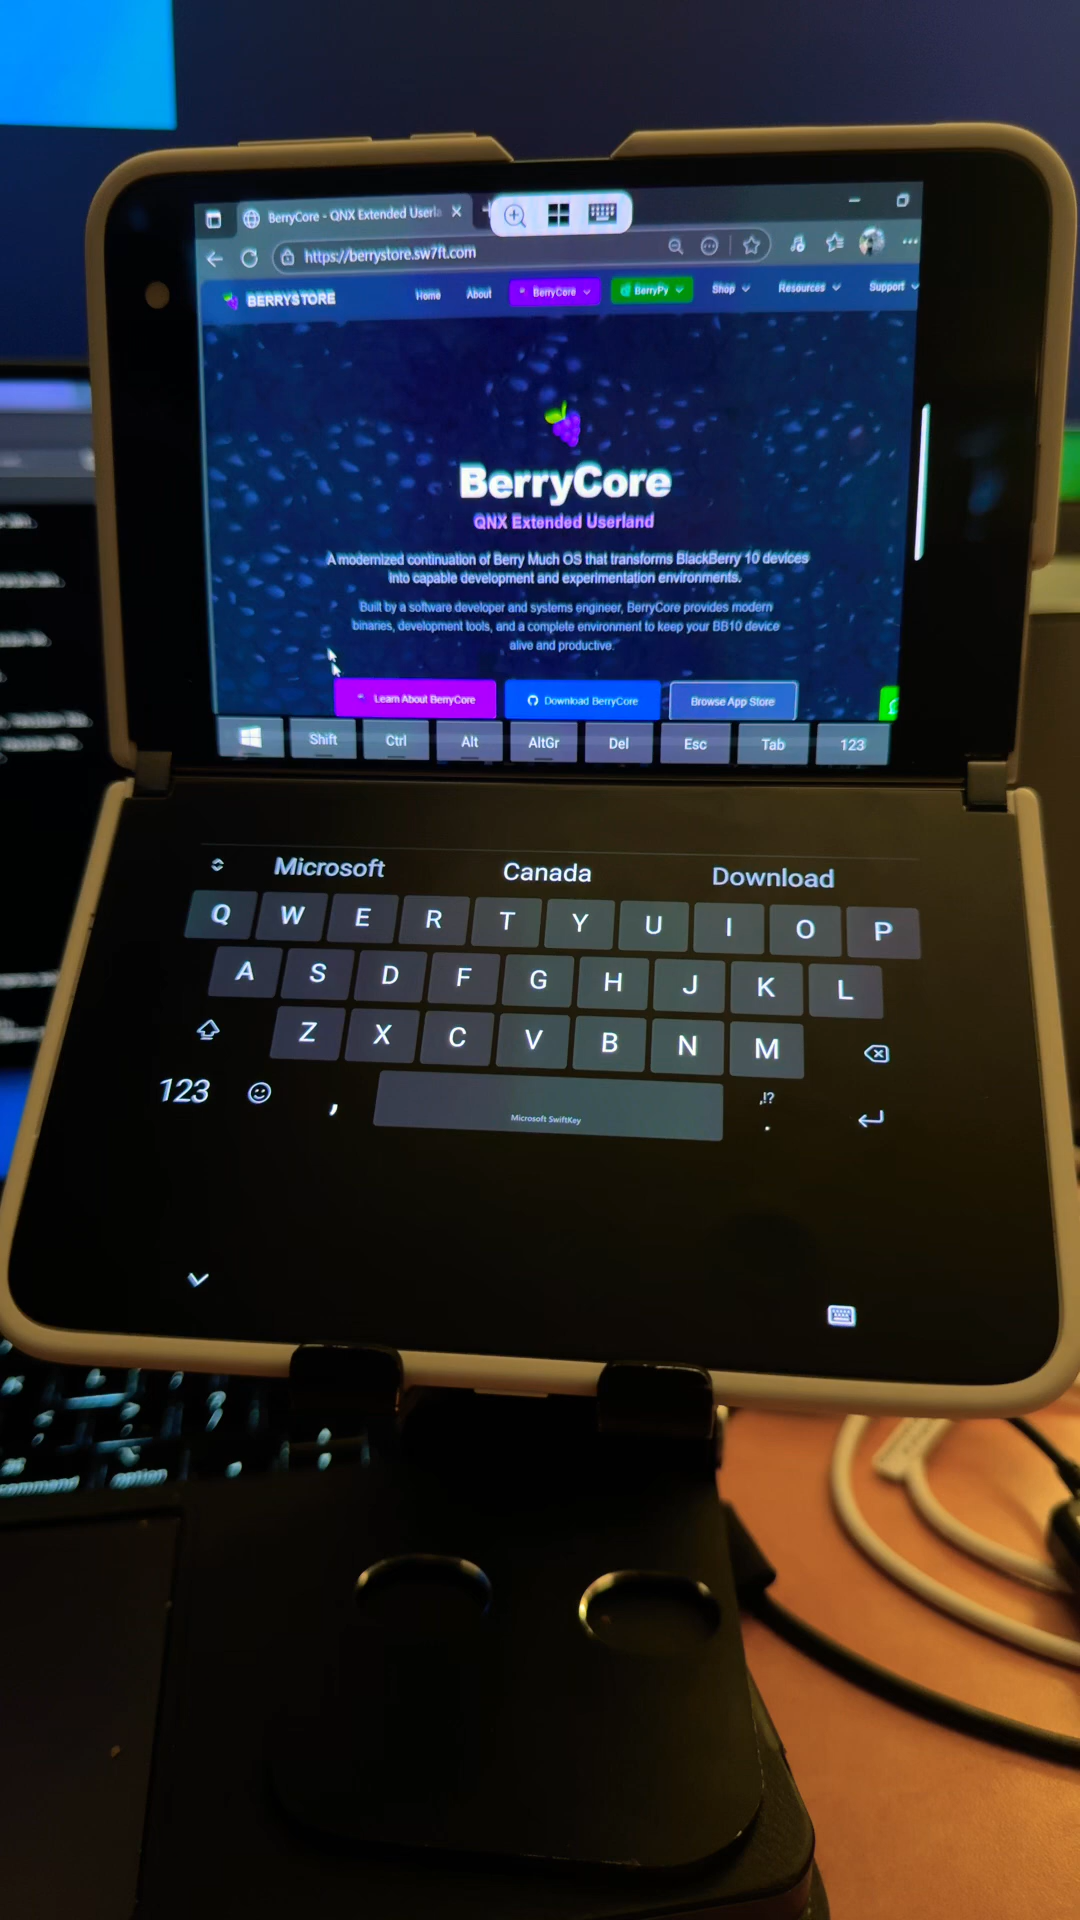 BerryCore - QNX Extended Userla
https://berrystore.sw7ft.com
BERRYSTORE Home About BerryCore BerryPy Shop Resources Support
BerryCore
QNX Extended Userland
A modernized continuation of Berry Much OS that transforms BlackBerry 10 devices
into capable development and experimentation environments.
Built by a software developer and systems engineer, BerryCore provides modern
binaries, development tools, and a complete environment to keep your BB10 device
alive and productive.
Learn About BerryCore Download BerryCore Browse App Store
Shift Ctrl Alt AltGr Del Esc Tab 123
Microsoft Canada Download
Q W E R T Y U I O P
A S D F G H J K L
Z X C V B N M
123 , ,!? .
Microsoft SwiftKey
command option